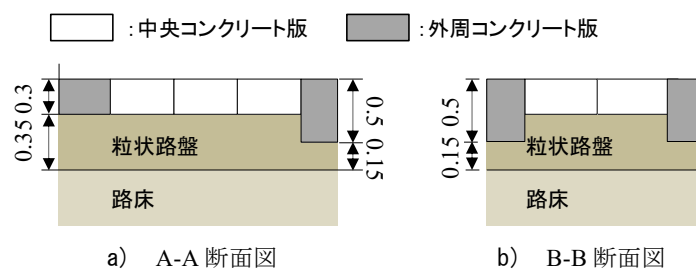 ：中央コンクリート版　：外周コンクリート版
0.3
0.35
0.5
0.15
粒状路盤
路床
a)　A-A 断面図
0.5
0.15
粒状路盤
路床
b)　B-B 断面図